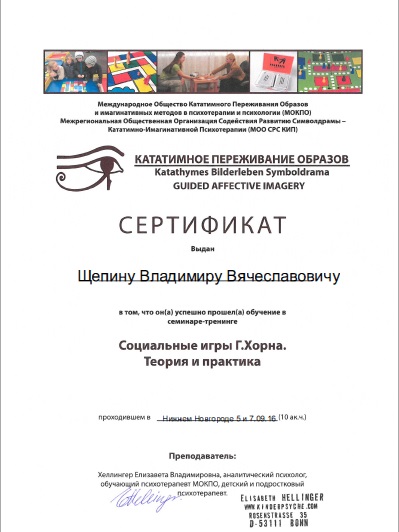 Международное Общество Кататимного Переживания Образов
и имагинативных методов в психотерапии и психологии (МОКПО)
Межрегиональная Общественная Организация Содействия Развитию Символдрамы –
Кататимно-Имагинативной Психотерапии (МОО СРС КИП)
КАТАТИМНОЕ ПЕРЕЖИВАНИЕ ОБРАЗОВ
Katathymes Bilderleben Symboldrama
GUIDED AFFECTIVE IMAGERY
СЕРТИФИКАТ
Выдан
Щепину Владимиру Вячеславовичу
в том, что он(а) успешно прошел(а) обучение в
семинаре-тренинге
Социальные игры Г.Хорна.
Теория и практика
проходившем в Нижнем Новгороде 5 и 7.09.16 (10 ак.ч.)
Преподаватель:
Хеллингер Елизавета Владимировна, аналитический психолог,
обучающий психотерапевт МОКПО, детский и подростковый
психотерапевт.
EHellinger
ELISABETH HELLINGER
WWW.KINDERPSYCHE.COM
ROSENSTRASSE 35
D-53111 BONN